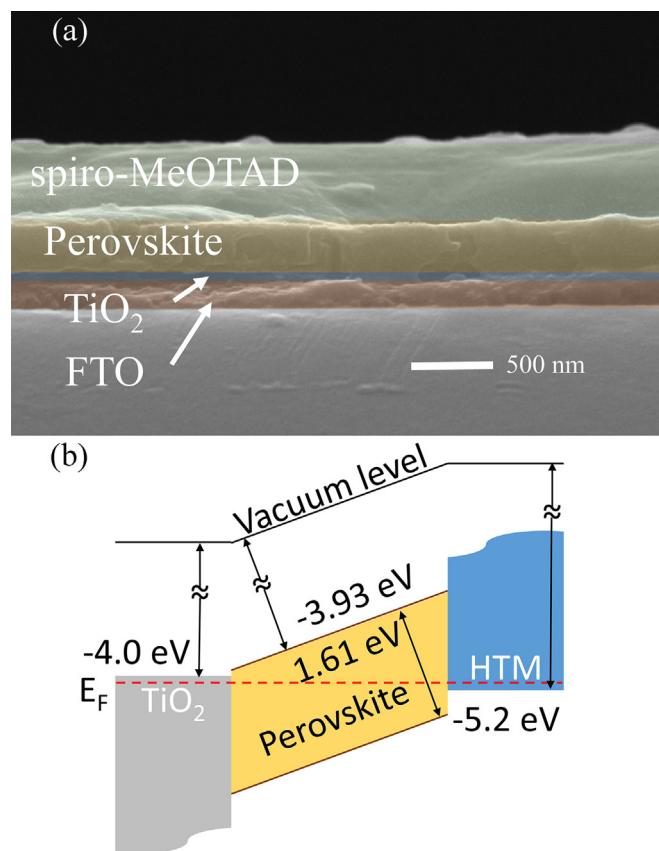 (a)
spiro-MeOTAD
Perovskite
TiO₂
FTO
500 nm
(b)
Vacuum level
≈
≈
≈
-3.93 eV
-4.0 eV
1.61 eV
HTM
E_F
TiO₂
Perovskite
-5.2 eV